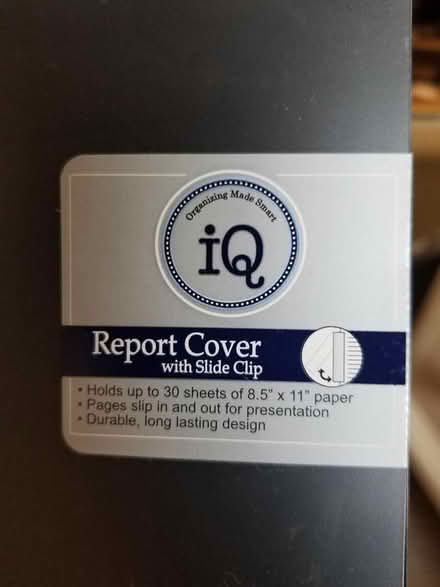 Organizing Made Smart
iQ
Report Cover
with Slide Clip
• Holds up to 30 sheets of 8.5" x 11" paper
• Pages slip in and out for presentation
• Durable, long lasting design